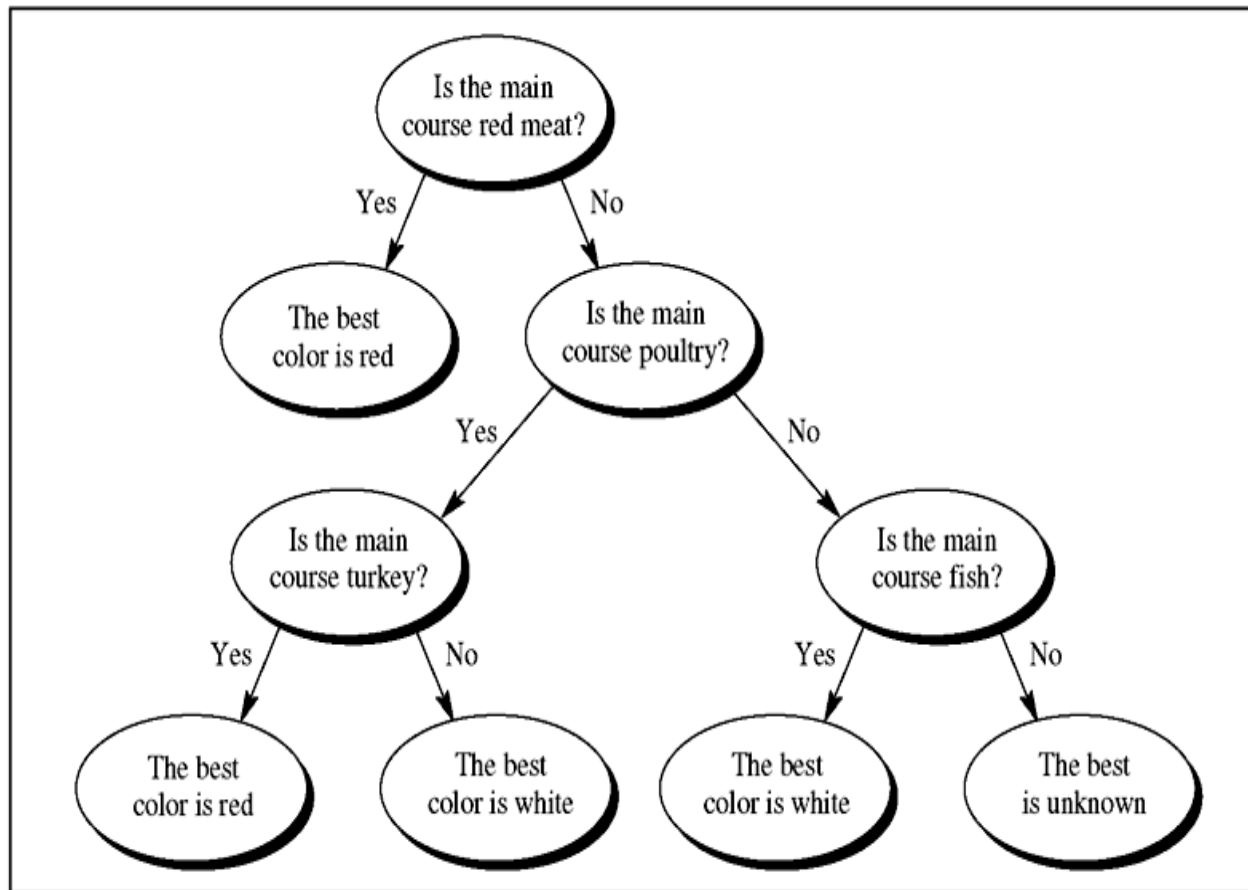 Is the main
course red meat?
Yes
No
The best
color is red
Is the main
course poultry?
Yes
No
Is the main
course turkey?
Is the main
course fish?
Yes
No
Yes
No
The best
color is red
The best
color is white
The best
color is white
The best
is unknown